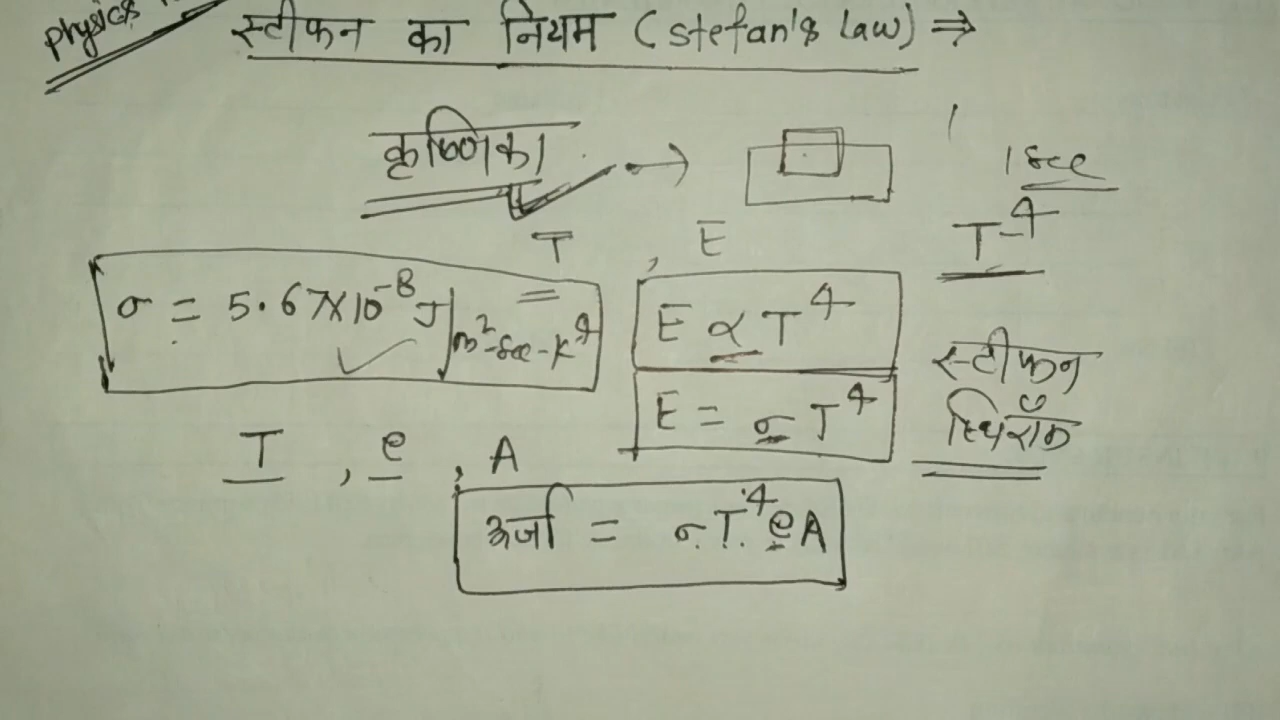 Physics
स्टीफन का नियम (stefan's Law) ⇒
कृष्णिका →
1 Sec
T⁴
T , E
σ = 5.67×10⁻⁸ J/m²-sec-K⁴
E ∝ T⁴
E = σ T⁴
स्टीफन
स्थिरांक
T , e , A
ऊर्जा = σ T⁴ e A